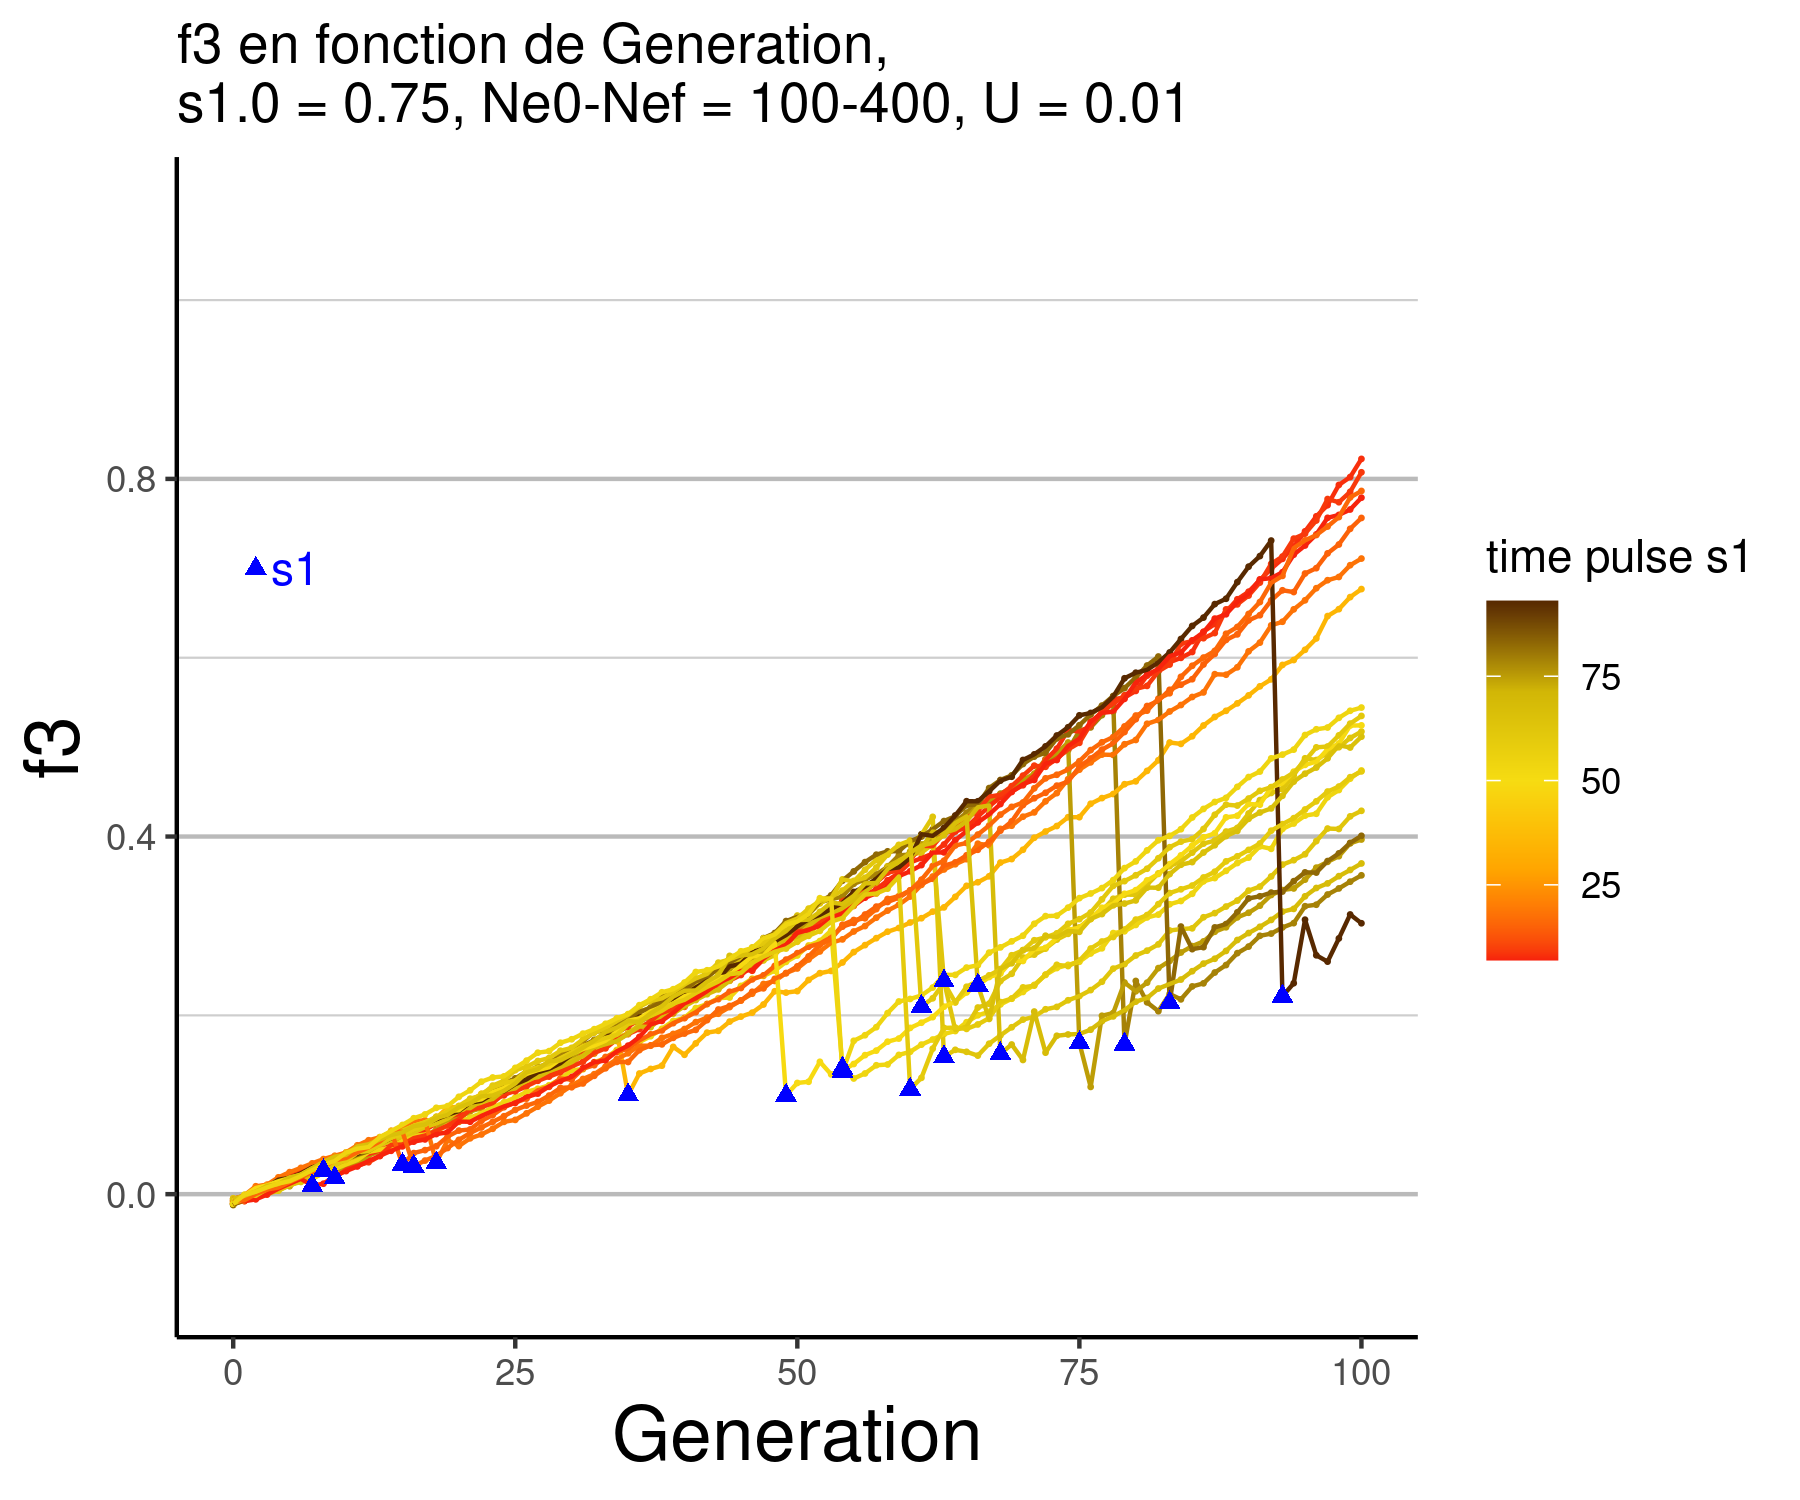 f3 en fonction de Generation,
s1.0 = 0.75, Ne0-Nef = 100-400, U = 0.01
s1
f3
0.8
0.4
0.0
0 25 50 75 100
Generation
time pulse s1
75
50
25